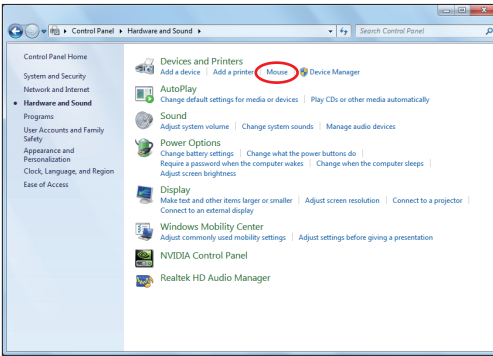 Control Panel Hardware and Sound Search Control Panel
Control Panel Home
System and Security
Network and Internet
Hardware and Sound
Programs
User Accounts and Family
Safety
Appearance and
Personalization
Clock, Language, and Region
Ease of Access
Devices and Printers
Add a device Add a printer Mouse Device Manager
AutoPlay
Change default settings for media or devices Play CDs or other media automatically
Sound
Adjust system volume Change system sounds Manage audio devices
Power Options
Change battery settings Change what the power buttons do
Require a password when the computer wakes Change when the computer sleeps
Adjust screen brightness
Display
Make text and other items larger or smaller Adjust screen resolution Connect to a projector
Connect to an external display
Windows Mobility Center
Adjust commonly used mobility settings Adjust settings before giving a presentation
NVIDIA Control Panel
Realtek HD Audio Manager